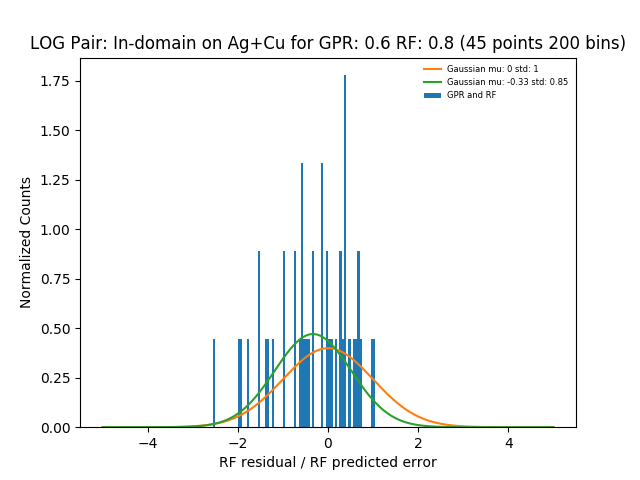 LOG Pair: In-domain on Ag+Cu for GPR: 0.6 RF: 0.8 (45 points 200 bins)
Gaussian mu: 0 std: 1
Gaussian mu: -0.33 std: 0.85
GPR and RF
Normalized Counts
1.75
1.50
1.25
1.00
0.75
0.50
0.25
0.00
−4
−2
0
2
4
RF residual / RF predicted error